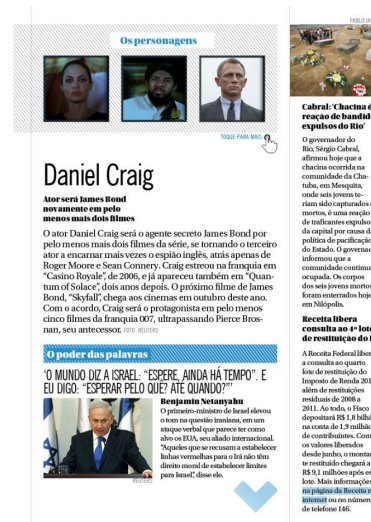 Os personagens
TOQUE PARA MAIS
Daniel Craig
Ator será James Bond
novamente em pelo
menos mais dois filmes
O ator Daniel Craig será o agente secreto James Bond por
pelo menos mais dois filmes da série, se tornando o terceiro
ator a encarnar mais vezes o espião inglês, atrás apenas de
Roger Moore e Sean Connery. Craig estreou na franquia em
“Casino Royale”, de 2006, e já apareceu também em “Quan-
tum of Solace”, dois anos depois. O próximo filme de James
Bond, “Skyfall”, chega aos cinemas em outubro deste ano.
Com o acordo, Craig será o protagonista em pelo menos
cinco filmes da franquia 007, ultrapassando Pierce Bros-
nan, seu antecessor. FOTO: REUTERS
O poder das palavras
‘O MUNDO DIZ A ISRAEL: “ESPERE, AINDA HÁ TEMPO”. E
EU DIGO: “ESPERAR PELO QUÊ? ATÉ QUANDO?”’
Benjamin Netanyahu
O primeiro-ministro de Israel elevou
o tom na questão iraniana, em um
ataque verbal que parece ter como
alvo os EUA, seu aliado internacional.
“Aqueles que se recusam a estabelecer
linhas vermelhas para o Irã não têm
direito moral de estabelecer limites
para Israel”, disse ele.
REUTERS
PABLO JA
Cabral: ‘Chacina é
reação de bandido
expulsos do Rio’
O governador do
Rio, Sérgio Cabral,
afirmou hoje que a
chacina ocorrida na
comunidade da Cha-
tuba, em Mesquita,
onde seis jovens te-
riam sido capturados e
mortos, é uma reação
de traficantes expulsos
da capital por causa da
política de pacificação
do Estado. O governador
informou que a
comunidade continua
ocupada. Os corpos
dos seis jovens mortos
foram enterrados hoje
em Nilópolis.
Receita libera
consulta ao 4º lote
de restituição do I
A Receita Federal liber
a consulta ao quarto
lote de restituição do
Imposto de Renda 201
além de restituições
residuais de 2008 a
2011. Ao todo, o Fisco
depositará R$ 1,8 bilhã
na conta de 1,9 milhão
de contribuintes. Com
os valores liberados
desde junho, o montan
te restituído chegará a
R$ 9,1 milhões após es
lote. Mais informações
na página da Receita n
internet ou no número
de telefone 146.